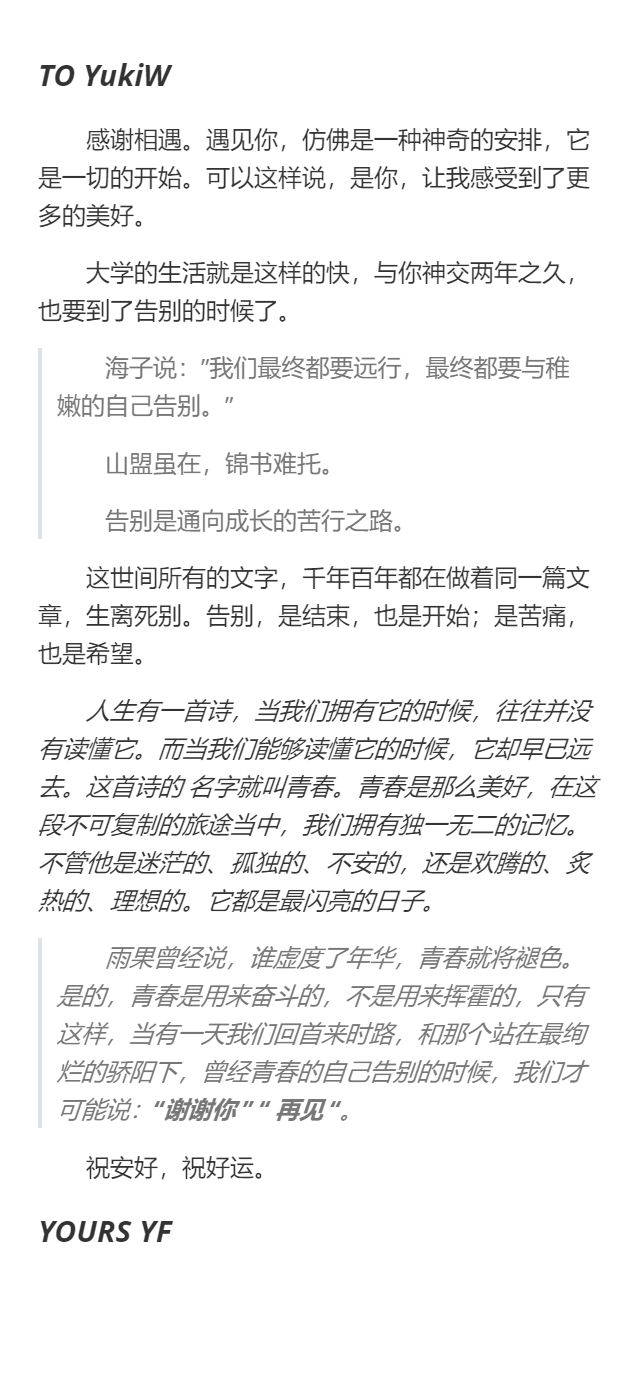 TO YukiW
感谢相遇。遇见你，仿佛是一种神奇的安排，它
是一切的开始。可以这样说，是你，让我感受到了更
多的美好。
大学的生活就是这样的快，与你神交两年之久，
也要到了告别的时候了。
海子说：”我们最终都要远行，最终都要与稚
嫩的自己告别。”
山盟虽在，锦书难托。
告别是通向成长的苦行之路。
这世间所有的文字，千年百年都在做着同一篇文
章，生离死别。告别，是结束，也是开始；是苦痛，
也是希望。
人生有一首诗，当我们拥有它的时候，往往并没
有读懂它。而当我们能够读懂它的时候，它却早已远
去。这首诗的 名字就叫青春。青春是那么美好，在这
段不可复制的旅途当中，我们拥有独一无二的记忆。
不管他是迷茫的、孤独的、不安的，还是欢腾的、炙
热的、理想的。它都是最闪亮的日子。
雨果曾经说，谁虚度了年华，青春就将褪色。
是的，青春是用来奋斗的，不是用来挥霍的，只有
这样，当有一天我们回首来时路，和那个站在最绚
烂的骄阳下，曾经青春的自己告别的时候，我们才
可能说：“谢谢你 ” “ 再见 “。
祝安好，祝好运。
YOURS YF